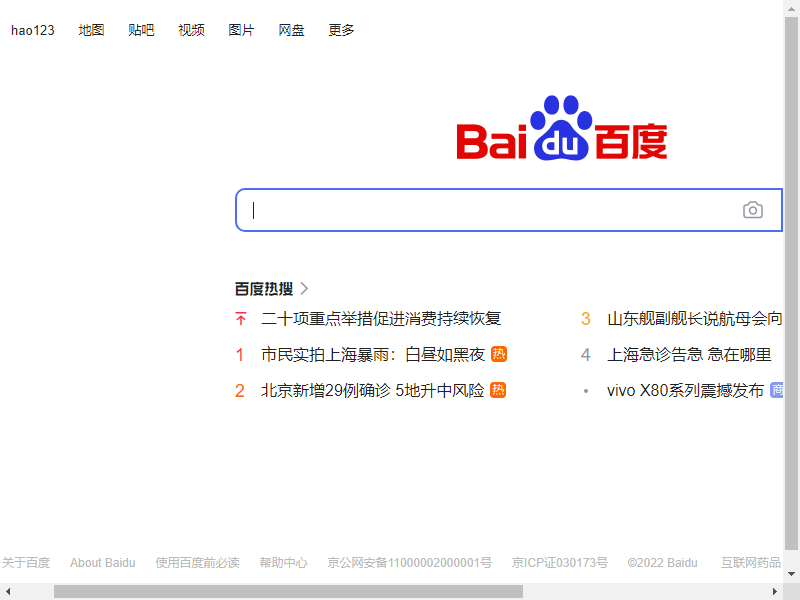 hao123 地图 贴吧 视频 图片 网盘 更多
Bai du 百度
百度热搜
二十项重点举措促进消费持续恢复
3 山东舰副舰长说航母会向
1 市民实拍上海暴雨：白昼如黑夜 热
4 上海急诊告急 急在哪里
2 北京新增29例确诊 5地升中风险 热
• vivo X80系列震撼发布 商
关于百度 About Baidu 使用百度前必读 帮助中心 京公网安备11000002000001号 京ICP证030173号 ©2022 Baidu 互联网药品